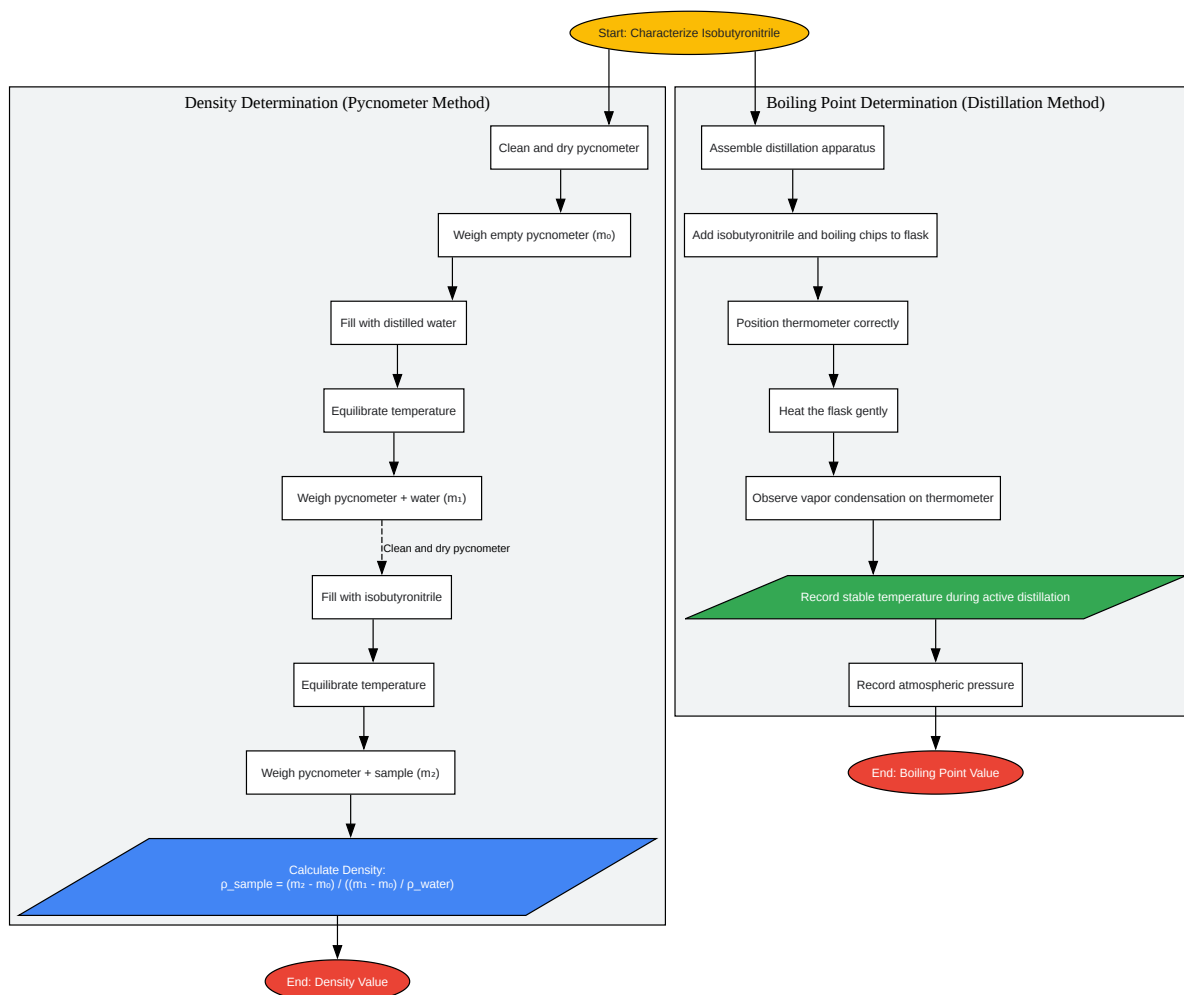 Start: Characterize Isobutyronitrile
Density Determination (Pycnometer Method)
Clean and dry pycnometer
Weigh empty pycnometer (m₀)
Fill with distilled water
Equilibrate temperature
Weigh pycnometer + water (m₁)
Clean and dry pycnometer
Fill with isobutyronitrile
Equilibrate temperature
Weigh pycnometer + sample (m₂)
Calculate Density:
ρ_sample = (m₂ - m₀) / ((m₁ - m₀) / ρ_water)
End: Density Value
Boiling Point Determination (Distillation Method)
Assemble distillation apparatus
Add isobutyronitrile and boiling chips to flask
Position thermometer correctly
Heat the flask gently
Observe vapor condensation on thermometer
Record stable temperature during active distillation
Record atmospheric pressure
End: Boiling Point Value